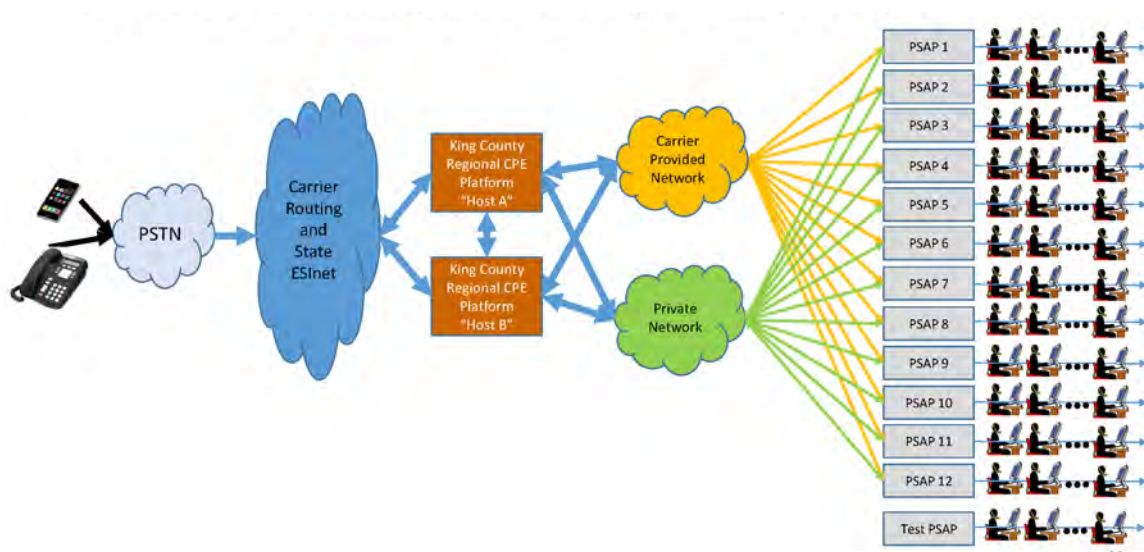 PSTN
Carrier
Routing
and
State
ESInet
King County
Regional CPE
Platform
"Host A"
King County
Regional CPE
Platform
"Host B"
Carrier
Provided
Network
Private
Network
PSAP 1
PSAP 2
PSAP 3
PSAP 4
PSAP 5
PSAP 6
PSAP 7
PSAP 8
PSAP 9
PSAP 10
PSAP 11
PSAP 12
Test PSAP